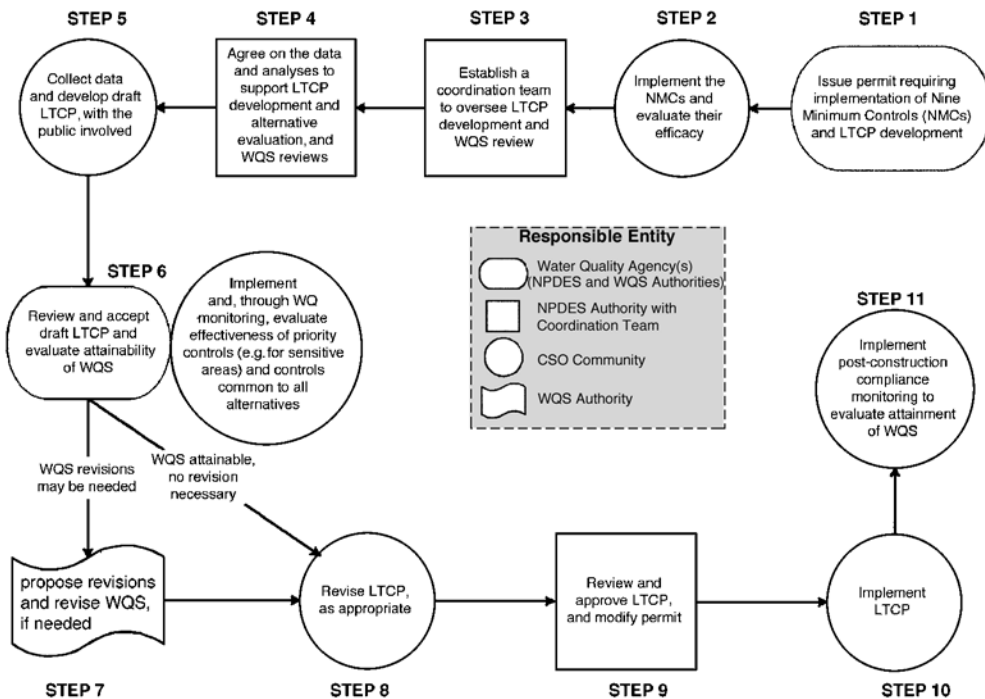 STEP 5
STEP 4
STEP 3
STEP 2
STEP 1
Collect data
and develop draft
LTCP, with the
public involved
Agree on the data
and analyses to
support LTCP
development and
alternative
evaluation, and
WQS reviews
Establish a
coordination team
to oversee LTCP
development and
WQS review
Implement the
NMCs and
evaluate their
efficacy
Issue permit requiring
implementation of Nine
Minimum Controls (NMCs)
and LTCP development
STEP 6
Review and accept
draft LTCP and
evaluate attainability
of WQS
Implement
and, through WQ
monitoring, evaluate
effectiveness of priority
controls (e.g. for sensitive
areas) and controls
common to all
alternatives
Responsible Entity
Water Quality Agency(s)
(NPDES and WQS Authorities)
NPDES Authority with
Coordination Team
CSO Community
WQS Authority
STEP 11
Implement
post-construction
compliance
monitoring to
evaluate attainment
of WQS
WQS revisions
may be needed
WQS attainable,
no revision
necessary
propose revisions
and revise WQS,
if needed
Revise LTCP,
as appropriate
Review and
approve LTCP,
and modify permit
Implement
LTCP
STEP 7
STEP 8
STEP 9
STEP 10